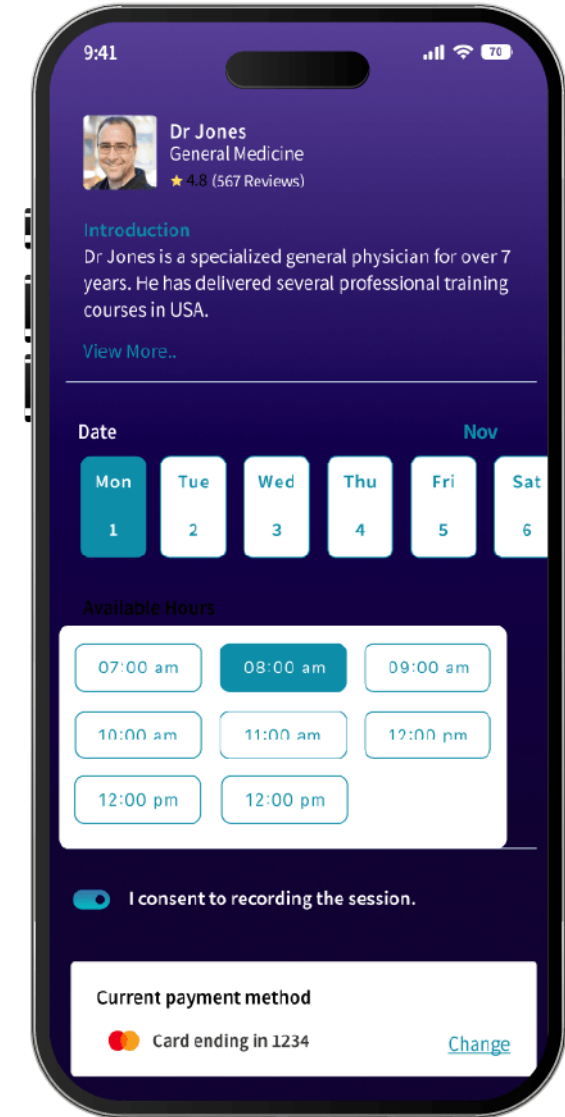 9:41
70
Dr Jones
General Medicine
4.8 (567 Reviews)
Introduction
Dr Jones is a specialized general physician for over 7
years. He has delivered several professional training
courses in USA.
View More..
Date Nov
Mon Tue Wed Thu Fri Sat
1 2 3 4 5 6
Available Hours
07:00 am 08:00 am 09:00 am
10:00 am 11:00 am 12:00 pm
12:00 pm 12:00 pm
I consent to recording the session.
Current payment method
Card ending in 1234 Change